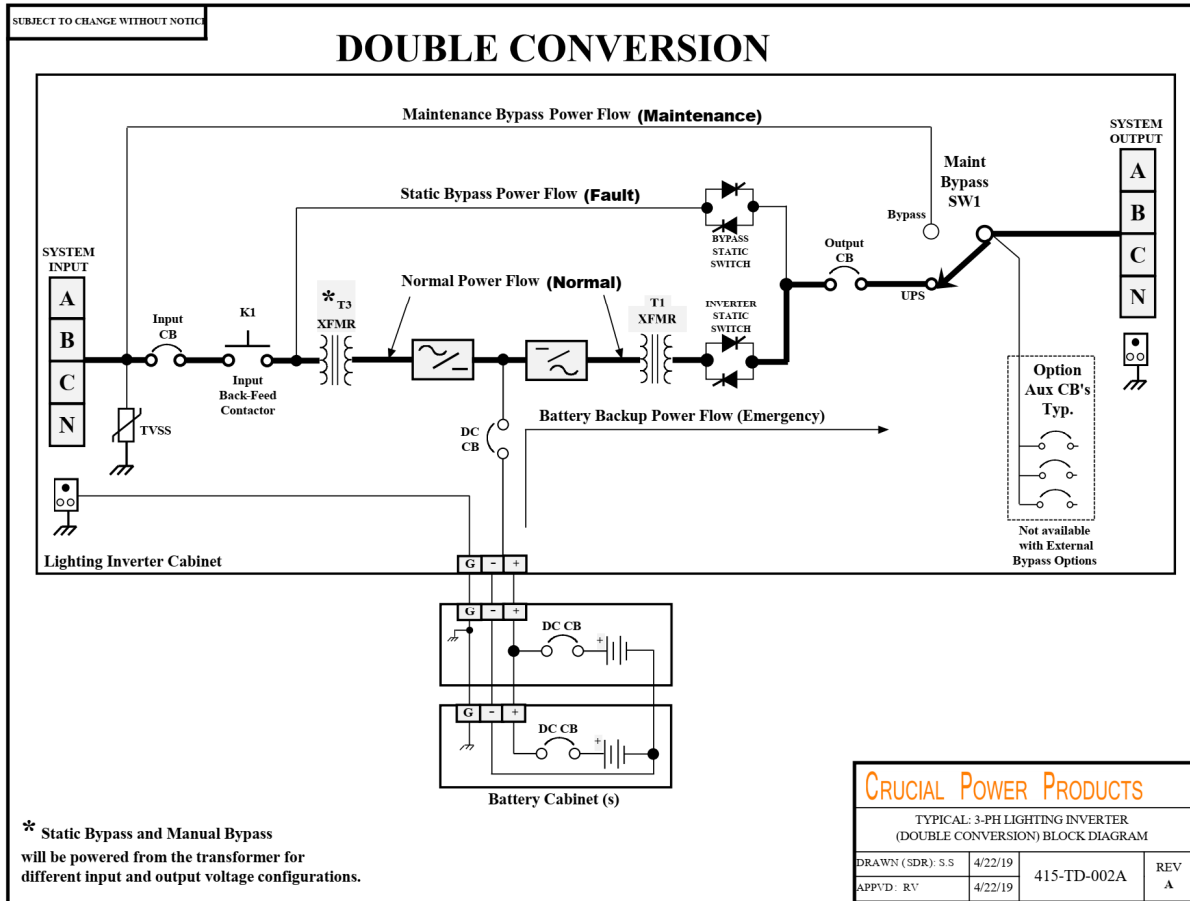 SUBJECT TO CHANGE WITHOUT NOTICE
DOUBLE CONVERSION
Maintenance Bypass Power Flow (Maintenance)
SYSTEM
OUTPUT
A
B
C
N
Maint
Bypass
SW1
Static Bypass Power Flow (Fault)
Bypass
BYPASS
STATIC
SWITCH
Output
CB
UPS
SYSTEM
INPUT
A
B
C
N
Normal Power Flow (Normal)
Input
CB
K1
Input
Back-Feed
Contactor
* T3
XFMR
T1
XFMR
INVERTER
STATIC
SWITCH
TVSS
DC
CB
Battery Backup Power Flow (Emergency)
Option
Aux CB's
Typ.
Not available
with External
Bypass Options
Lighting Inverter Cabinet
G - +
G - +
DC CB
+
G - +
DC CB
+
Battery Cabinet (s)
* Static Bypass and Manual Bypass
will be powered from the transformer for
different input and output voltage configurations.
CRUCIAL POWER PRODUCTS
TYPICAL: 3-PH LIGHTING INVERTER
(DOUBLE CONVERSION) BLOCK DIAGRAM
DRAWN (SDR): S.S 4/22/19
APPVD: RV 4/22/19
415-TD-002A
REV
A